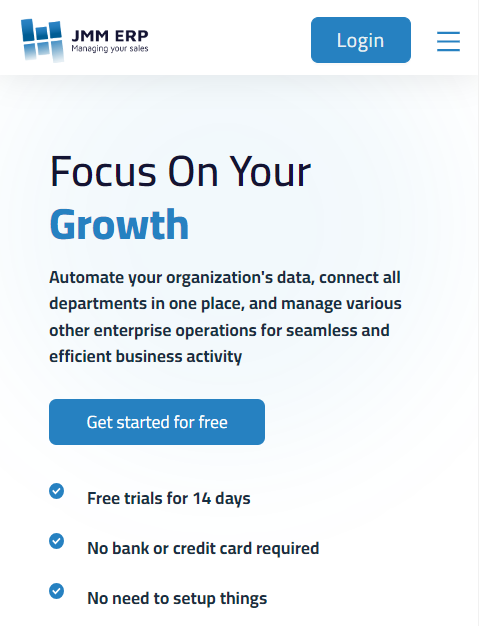 JMM ERP
Managing your sales
Login
Focus On Your
Growth
Automate your organization's data, connect all
departments in one place, and manage various
other enterprise operations for seamless and
efficient business activity
Get started for free
Free trials for 14 days
No bank or credit card required
No need to setup things